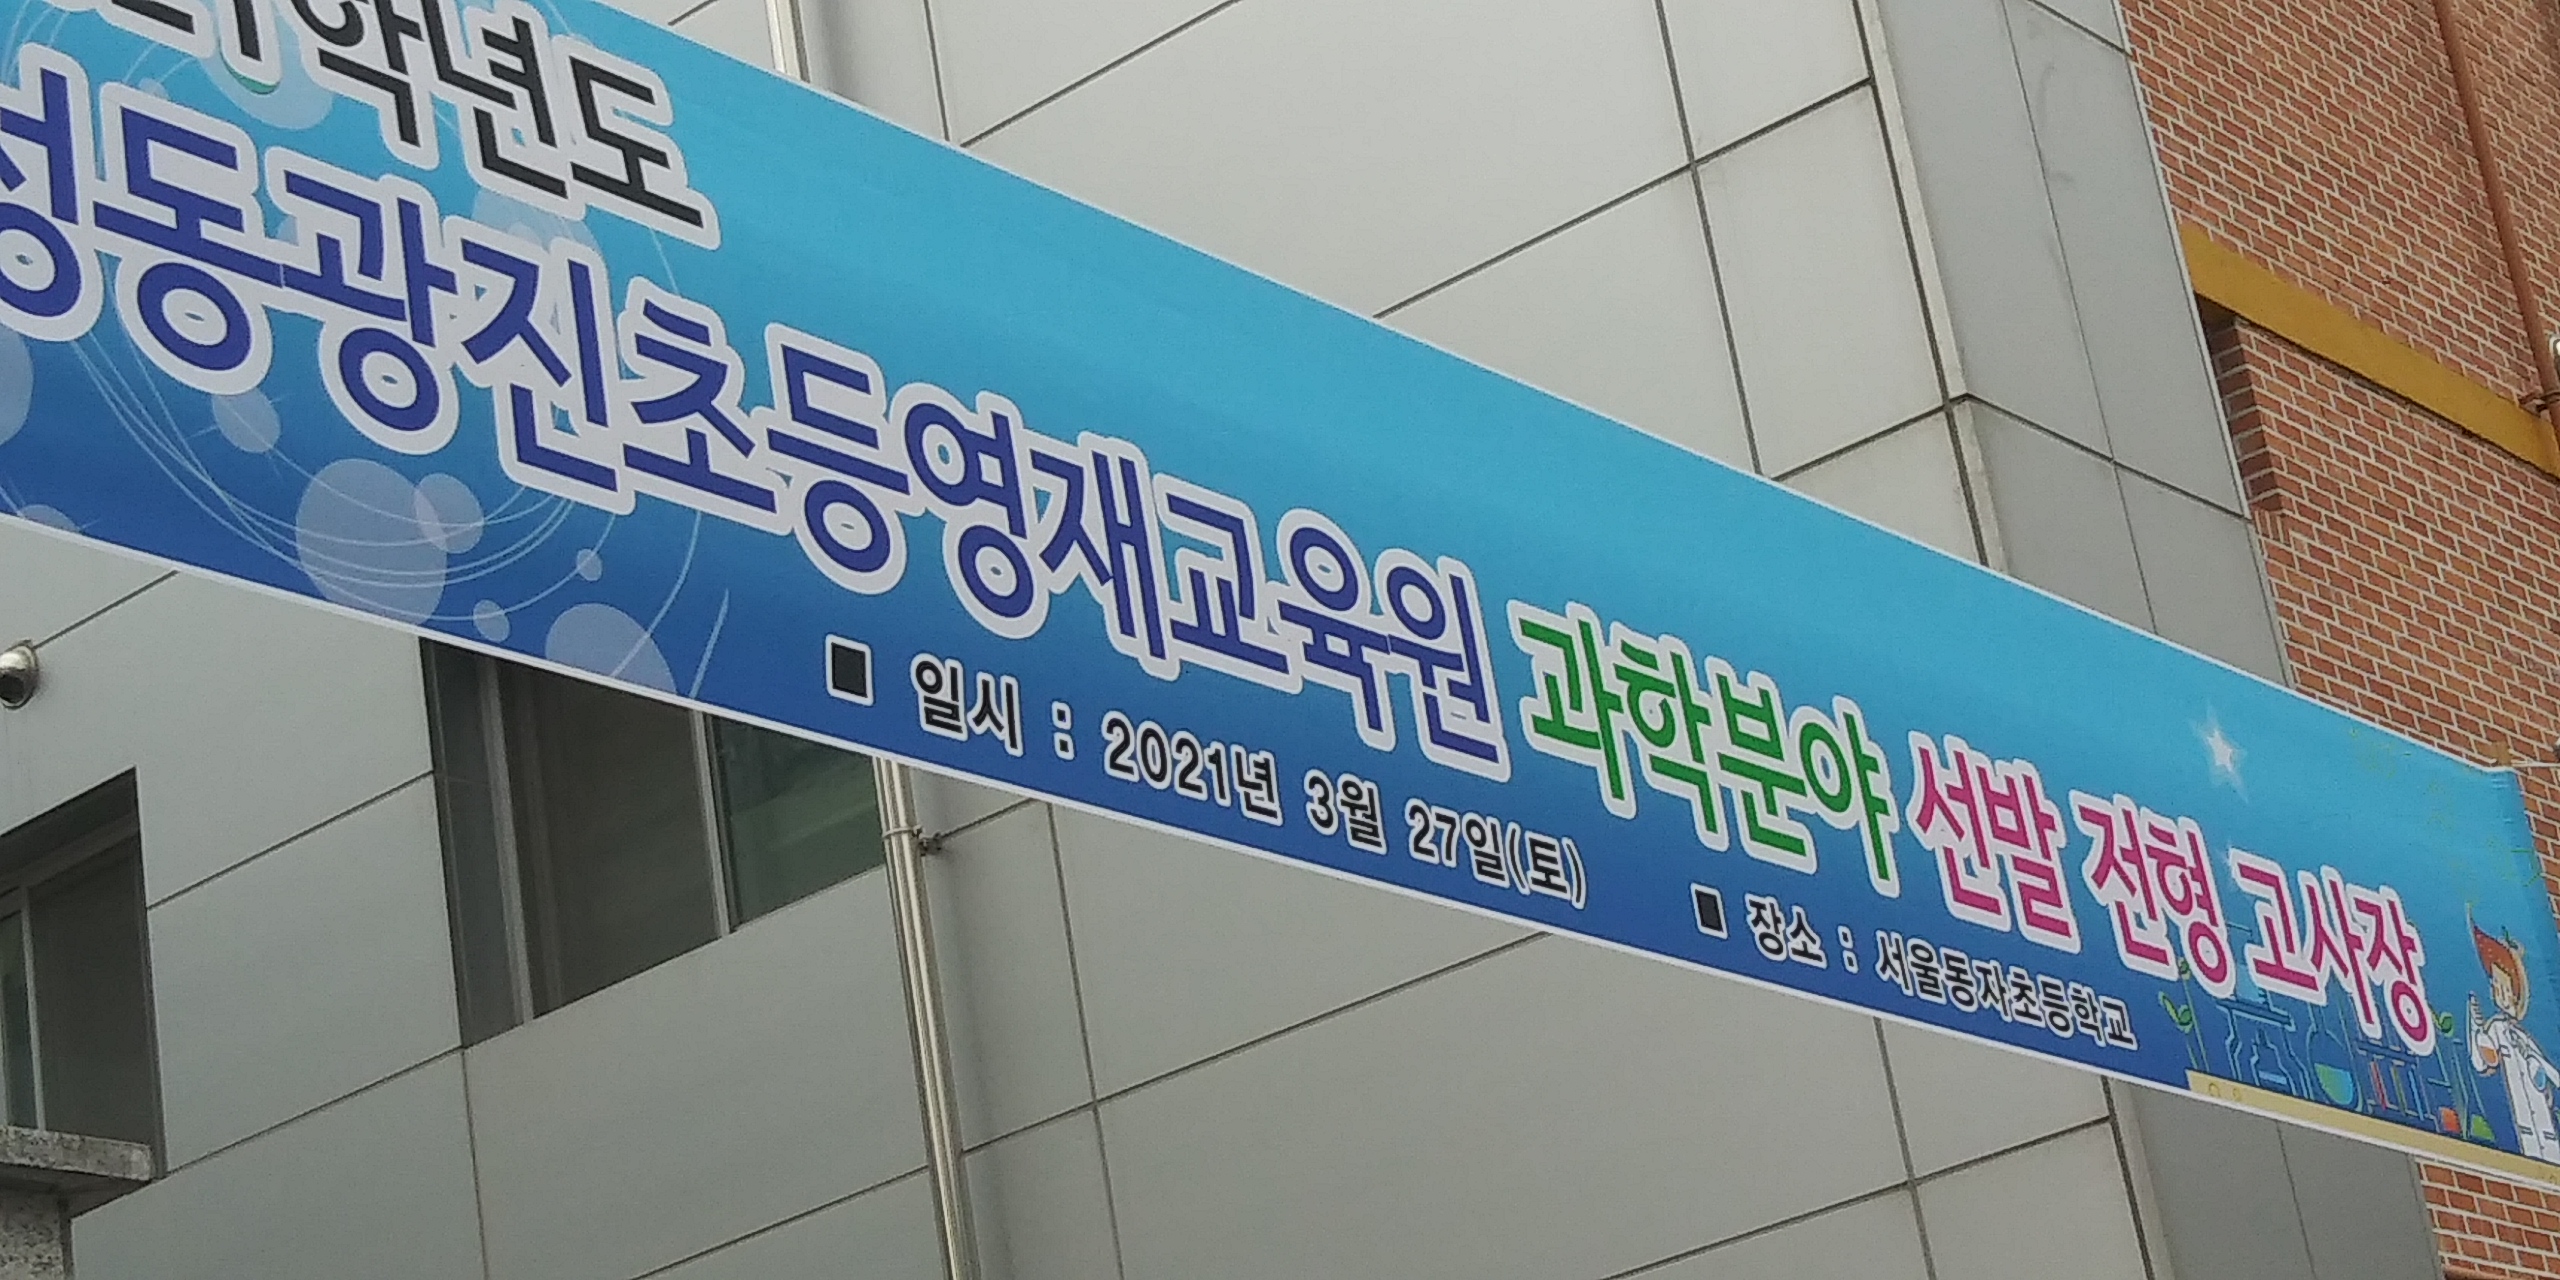 학년도
성동광진초등영재교육원 과학분야 선발 전형 고사장
■ 일시 : 2021년 3월 27일(토) ■ 장소 : 서울동자초등학교